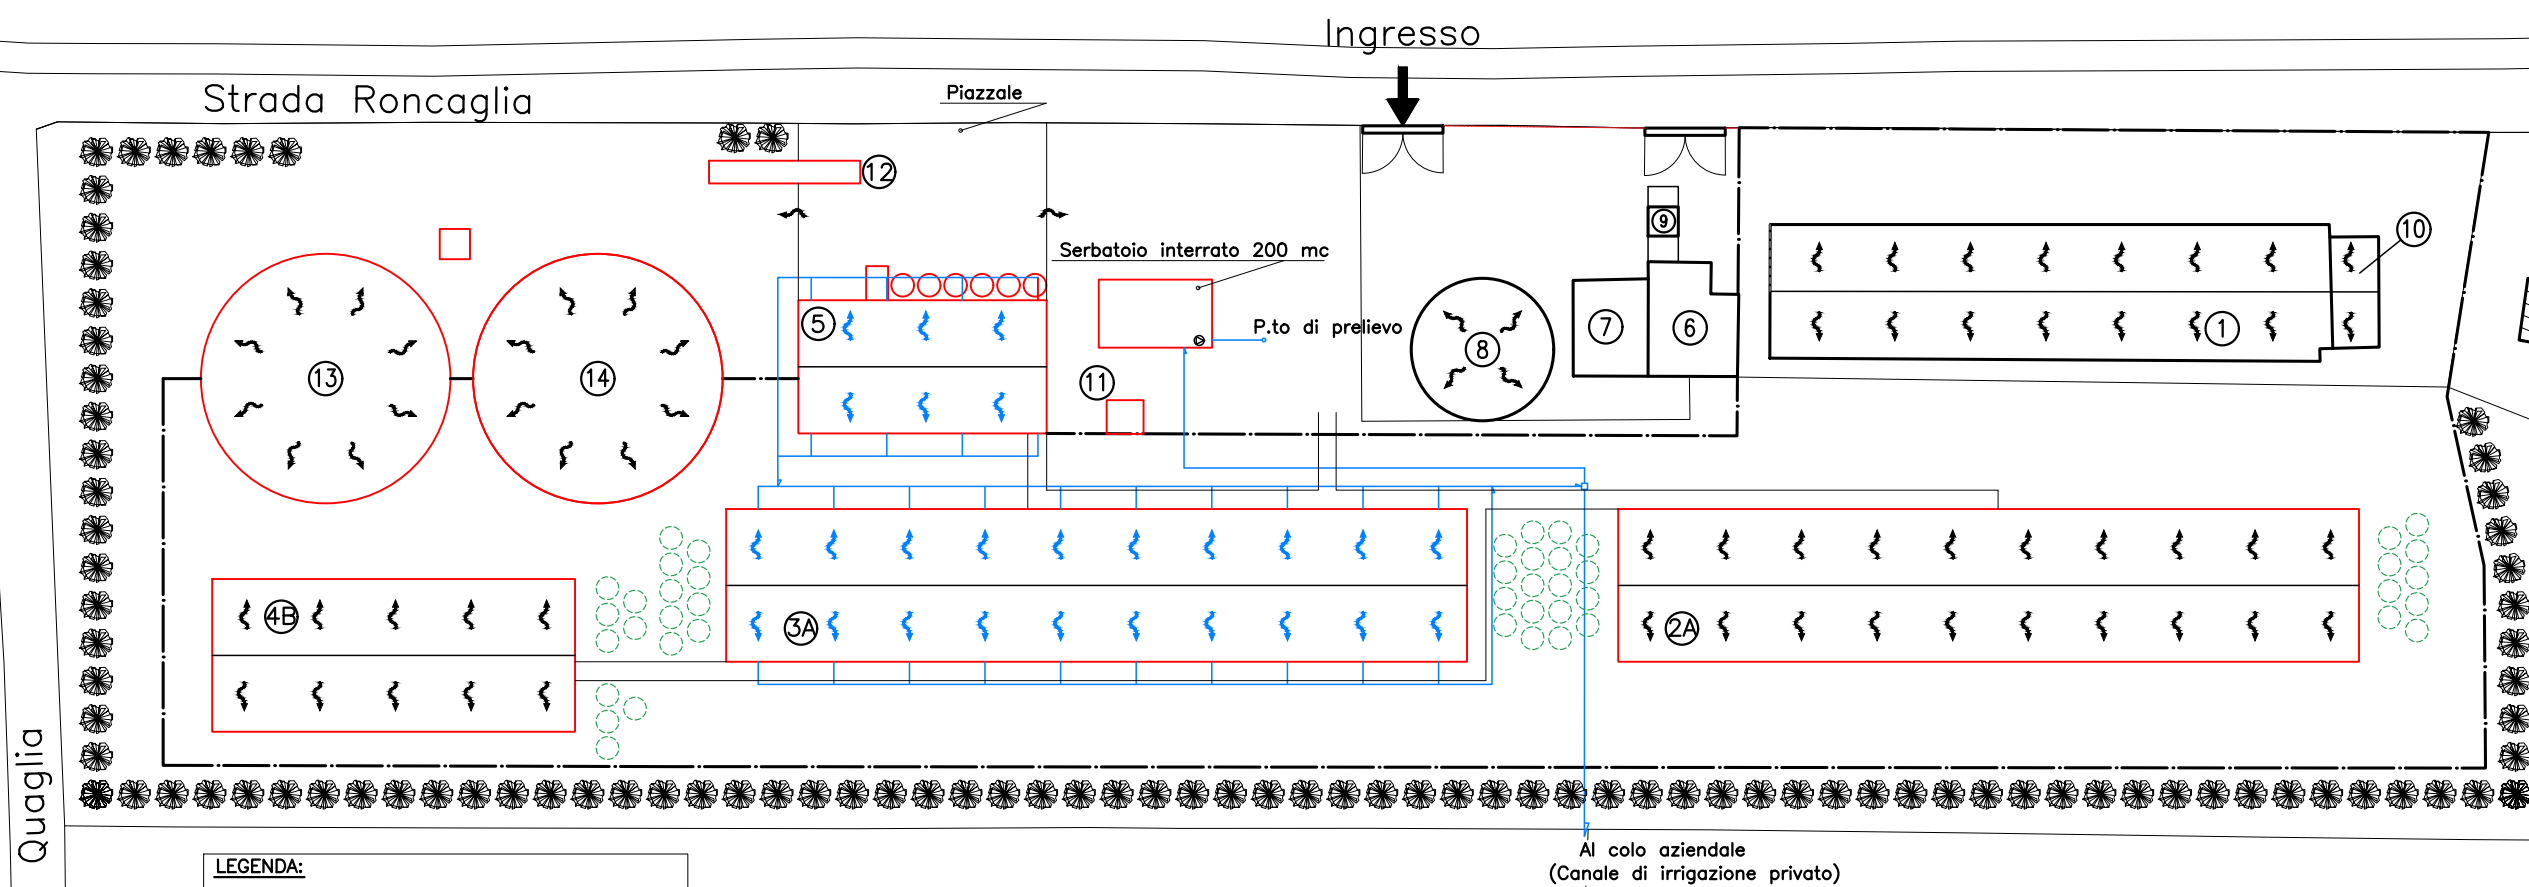 Ingresso
Strada Roncaglia
Piazzale
12
9
10
Serbatoio interrato 200 mc
5
P.to di prelievo
7
6
1
8
13
14
11
4B
3A
2A
Quaglia
Al colo aziendale
(Canale di irrigazione privato)
LEGENDA: